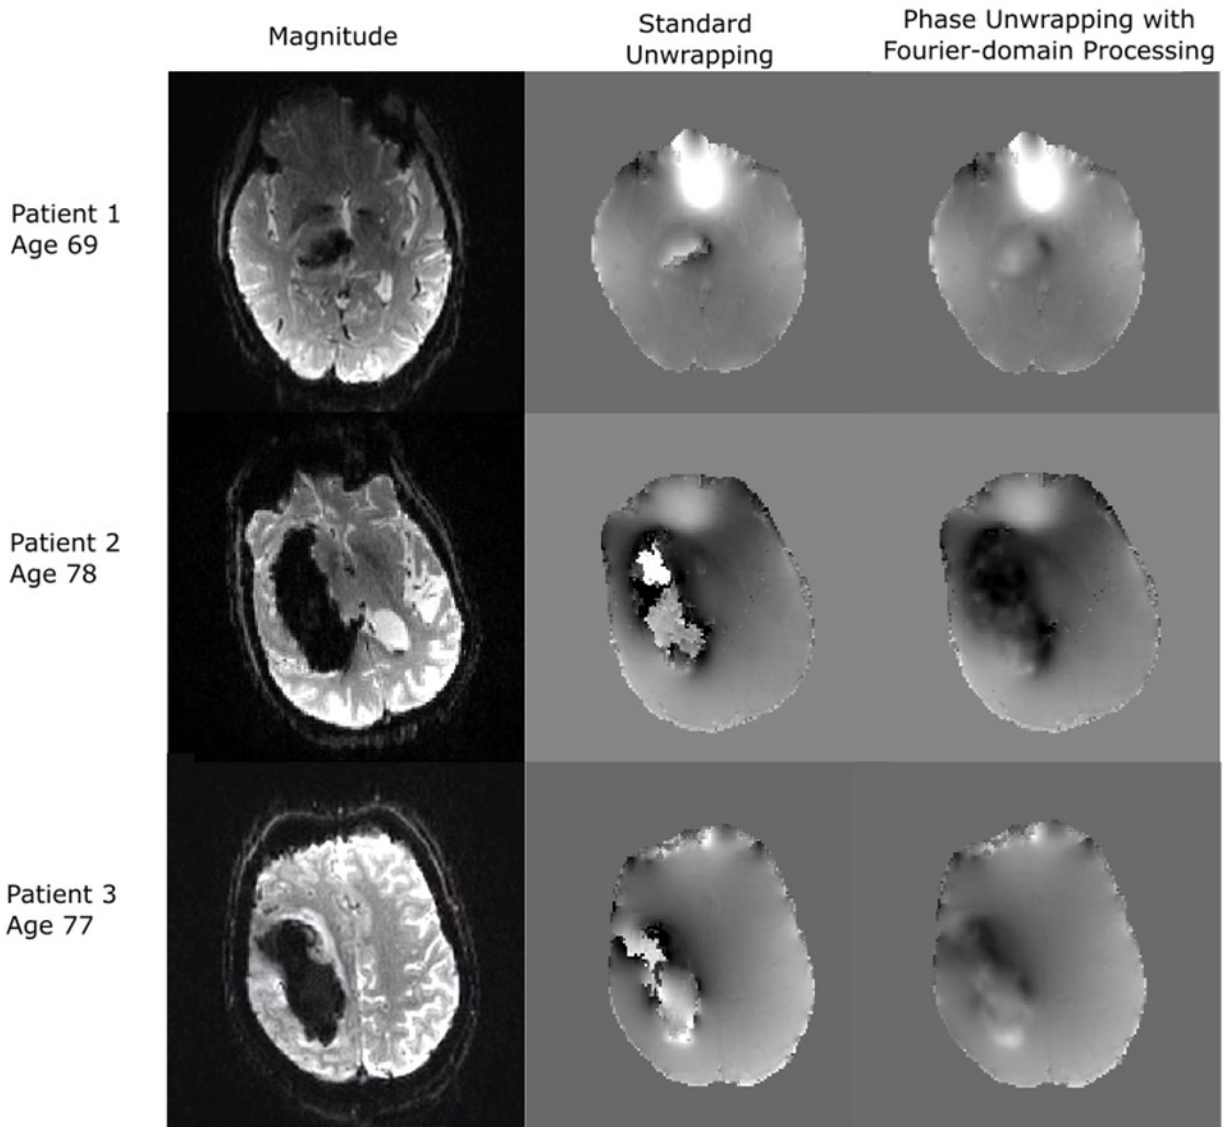 Magnitude
Standard
Unwrapping
Phase Unwrapping with
Fourier-domain Processing
Patient 1
Age 69
Patient 2
Age 78
Patient 3
Age 77